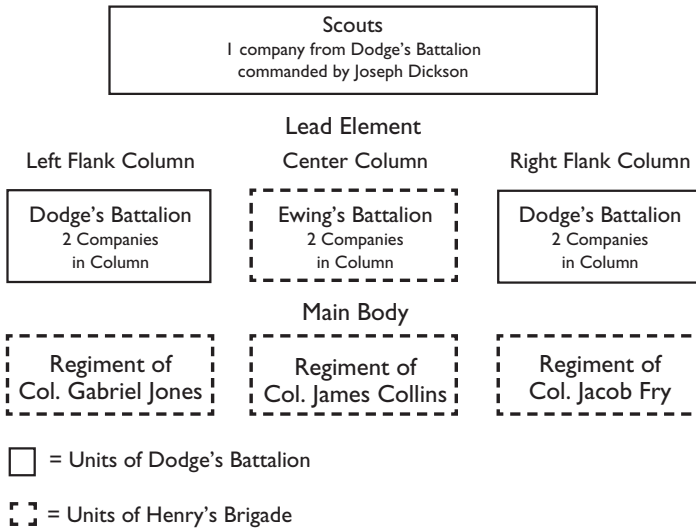 Scouts
1 company from Dodge's Battalion
commanded by Joseph Dickson
Lead Element
Left Flank Column
Center Column
Right Flank Column
Dodge's Battalion
2 Companies
in Column
Ewing's Battalion
2 Companies
in Column
Dodge's Battalion
2 Companies
in Column
Main Body
Regiment of
Col. Gabriel Jones
Regiment of
Col. James Collins
Regiment of
Col. Jacob Fry
= Units of Dodge's Battalion
= Units of Henry's Brigade